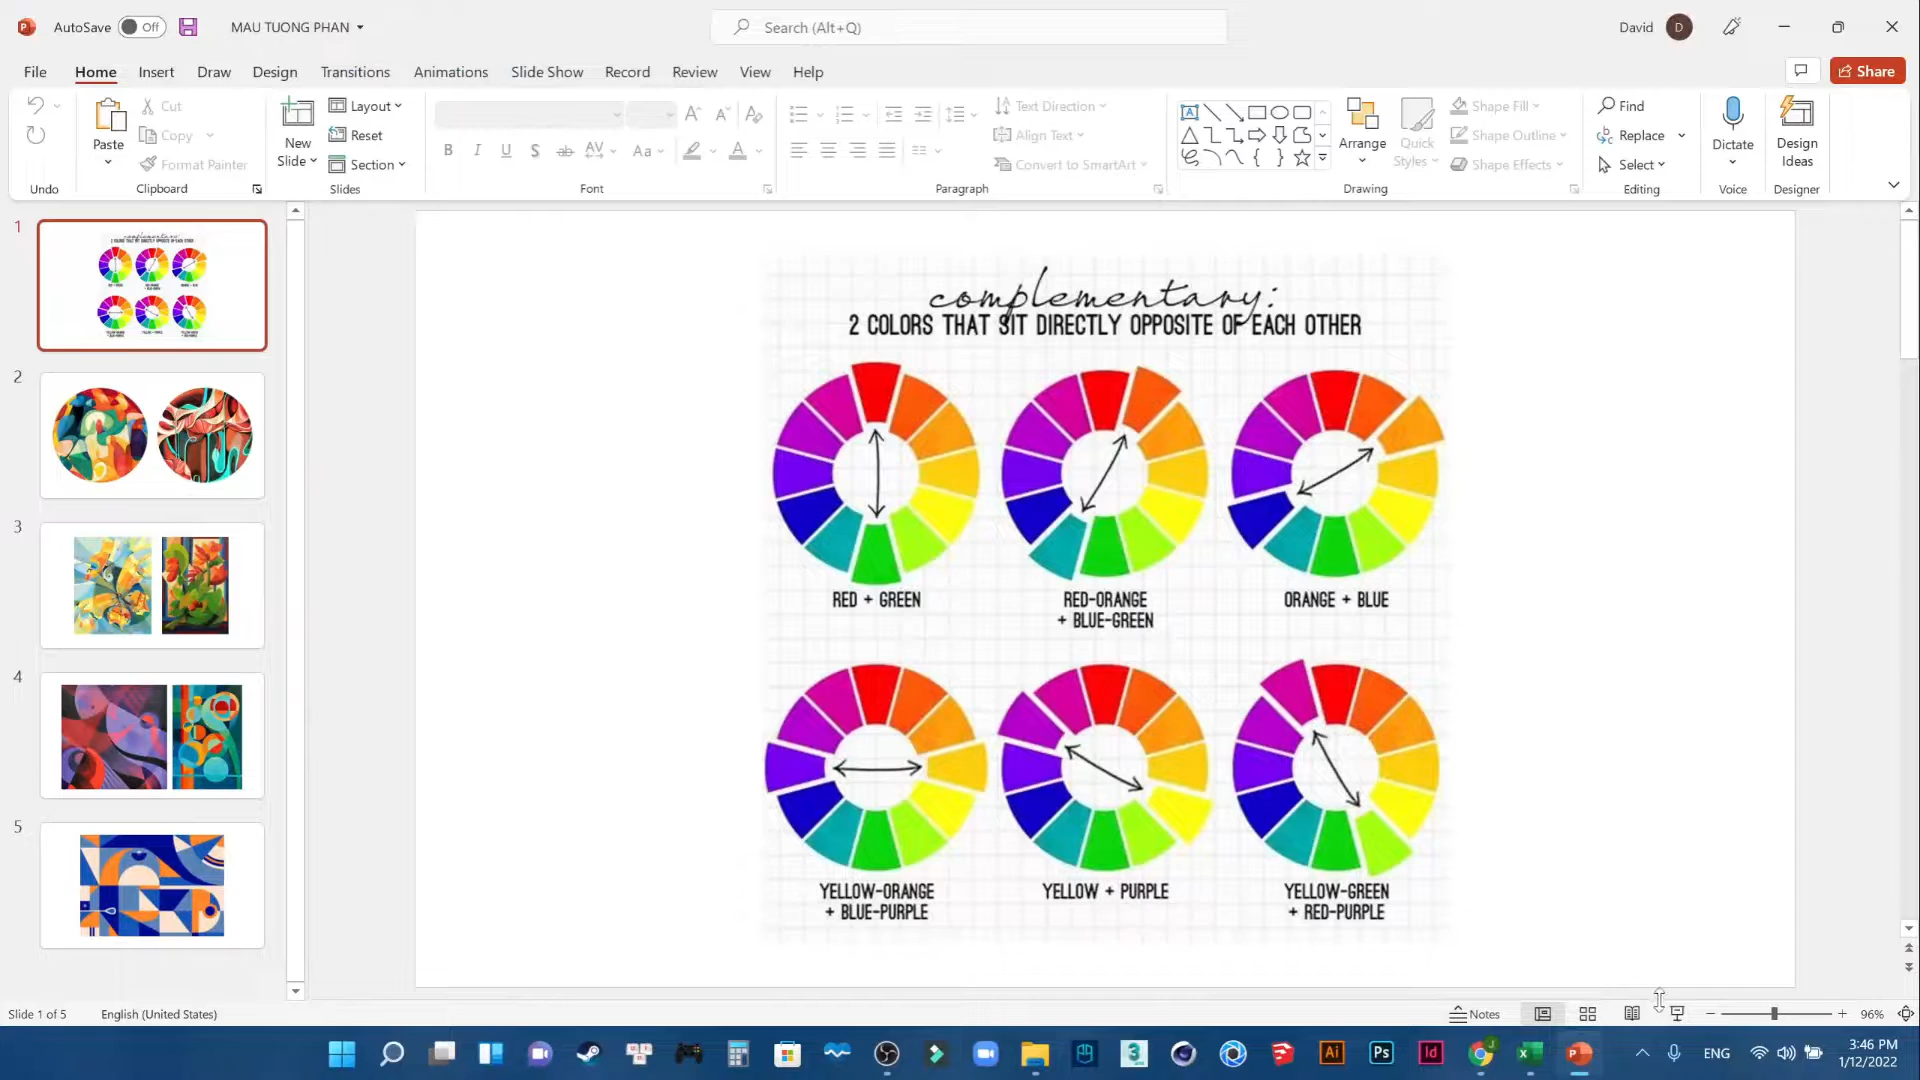 AutoSave Off MAU TUONG PHAN Search (Alt+Q) David D
File Home Insert Draw Design Transitions Animations Slide Show Record Review View Help Share
Cut
Copy
Format Painter
Paste
Undo
Clipboard
New
Slide
Layout
Reset
Section
Slides
Font
Text Direction
Align Text
Convert to SmartArt
Paragraph
Arrange
Quick
Styles
Shape Fill
Shape Outline
Shape Effects
Drawing
Find
Replace
Select
Editing
Dictate
Voice
Design
Ideas
Designer
1
2
3
4
5
complementary:
2 COLORS THAT SIT DIRECTLY OPPOSITE OF EACH OTHER
RED + GREEN
RED-ORANGE
+ BLUE-GREEN
ORANGE + BLUE
YELLOW-ORANGE
+ BLUE-PURPLE
YELLOW + PURPLE
YELLOW-GREEN
+ RED-PURPLE
Slide 1 of 5 English (United States) Notes 96%
ENG 3:46 PM
1/12/2022